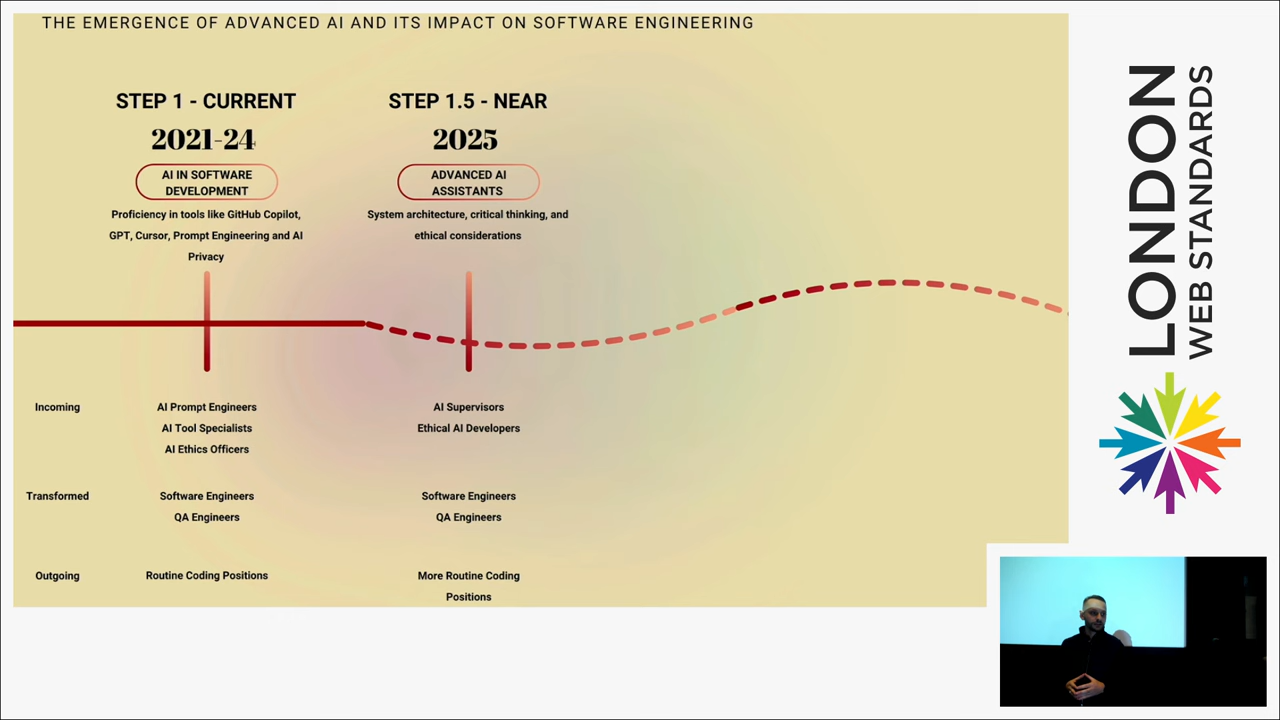 THE EMERGENCE OF ADVANCED AI AND ITS IMPACT ON SOFTWARE ENGINEERING
STEP 1 - CURRENT
2021-24
AI IN SOFTWARE
DEVELOPMENT
Proficiency in tools like GitHub Copilot,
GPT, Cursor, Prompt Engineering and AI
Privacy
STEP 1.5 - NEAR
2025
ADVANCED AI
ASSISTANTS
System architecture, critical thinking, and
ethical considerations
Incoming
AI Prompt Engineers
AI Tool Specialists
AI Ethics Officers
AI Supervisors
Ethical AI Developers
Transformed
Software Engineers
QA Engineers
Software Engineers
QA Engineers
Outgoing
Routine Coding Positions
More Routine Coding
Positions
LONDON
WEB STANDARDS